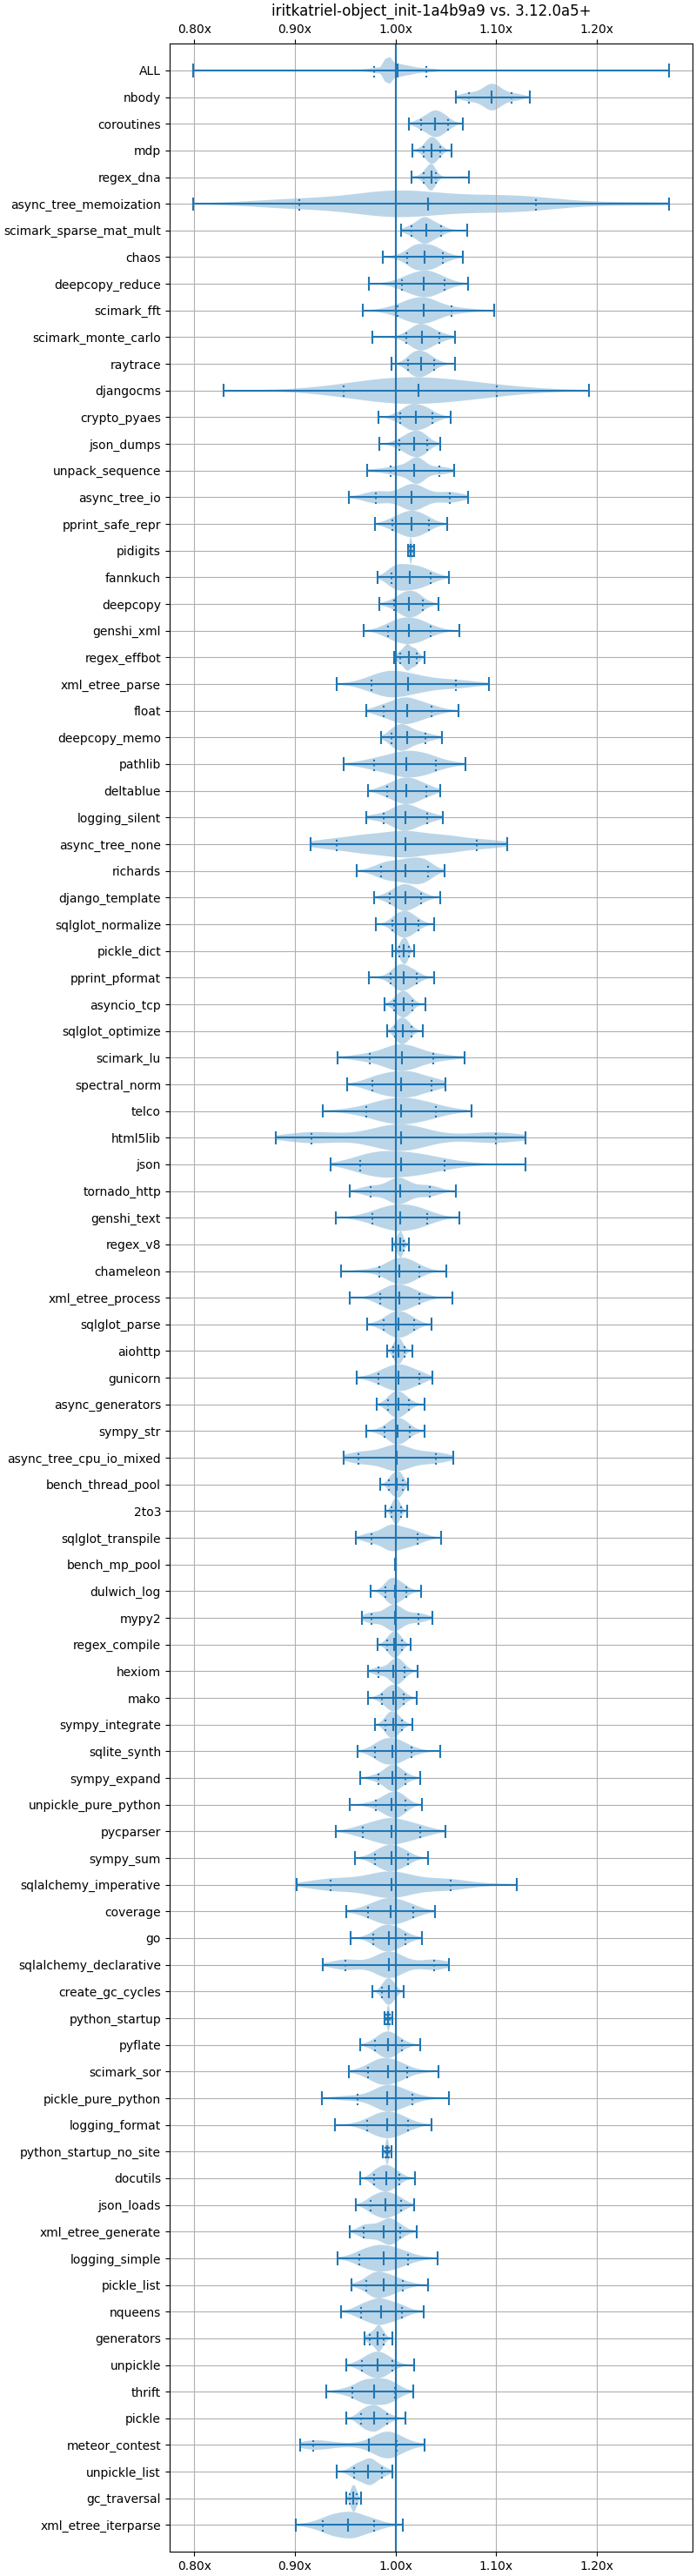 iritkatriel-object_init-1a4b9a9 vs. 3.12.0a5+
0.80x 0.90x 1.00x 1.10x 1.20x
ALL
nbody
coroutines
mdp
regex_dna
async_tree_memoization
scimark_sparse_mat_mult
chaos
deepcopy_reduce
scimark_fft
scimark_monte_carlo
raytrace
djangocms
crypto_pyaes
json_dumps
unpack_sequence
async_tree_io
pprint_safe_repr
pidigits
fannkuch
deepcopy
genshi_xml
regex_effbot
xml_etree_parse
float
deepcopy_memo
pathlib
deltablue
logging_silent
async_tree_none
richards
django_template
sqlglot_normalize
pickle_dict
pprint_pformat
asyncio_tcp
sqlglot_optimize
scimark_lu
spectral_norm
telco
html5lib
json
tornado_http
genshi_text
regex_v8
chameleon
xml_etree_process
sqlglot_parse
aiohttp
gunicorn
async_generators
sympy_str
async_tree_cpu_io_mixed
bench_thread_pool
2to3
sqlglot_transpile
bench_mp_pool
dulwich_log
mypy2
regex_compile
hexiom
mako
sympy_integrate
sqlite_synth
sympy_expand
unpickle_pure_python
pycparser
sympy_sum
sqlalchemy_imperative
coverage
go
sqlalchemy_declarative
create_gc_cycles
python_startup
pyflate
scimark_sor
pickle_pure_python
logging_format
python_startup_no_site
docutils
json_loads
xml_etree_generate
logging_simple
pickle_list
nqueens
generators
unpickle
thrift
pickle
meteor_contest
unpickle_list
gc_traversal
xml_etree_iterparse
0.80x 0.90x 1.00x 1.10x 1.20x